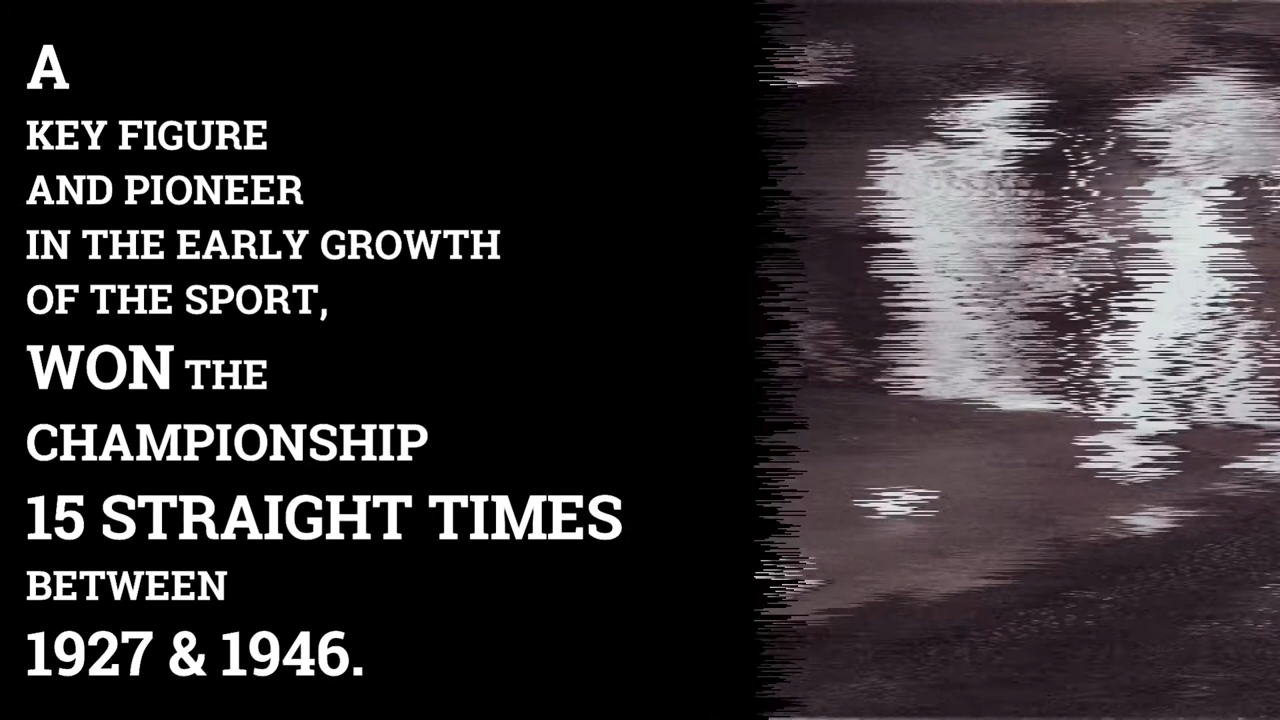 A
KEY FIGURE
AND PIONEER
IN THE EARLY GROWTH
OF THE SPORT,
WON THE
CHAMPIONSHIP
15 STRAIGHT TIMES
BETWEEN
1927 & 1946.